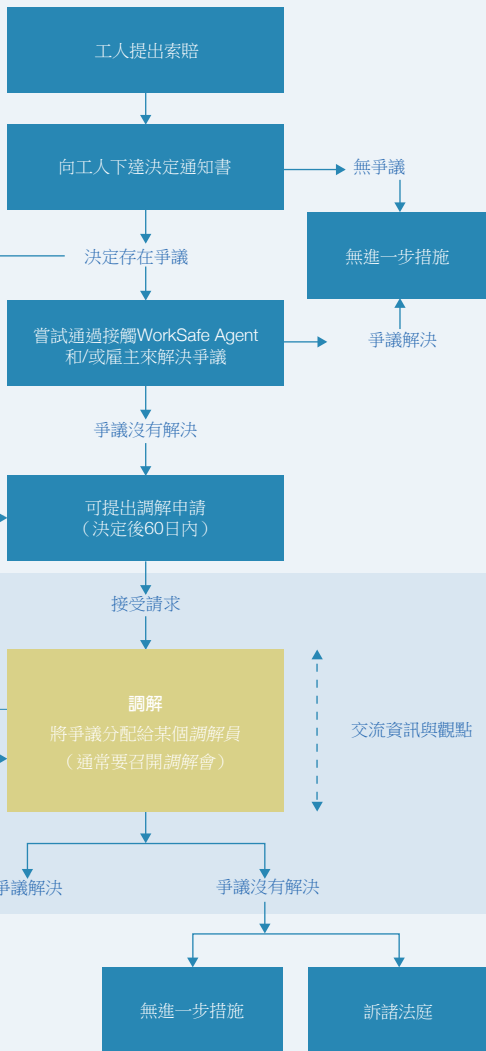 工人提出索賠
向工人下達決定通知書
無爭議
決定存在爭議
無進一步措施
嘗試通過接觸WorkSafe Agent
和/或雇主來解決爭議
爭議解決
爭議沒有解決
可提出調解申請
（決定後60日內）
接受請求
調解
將爭議分配給某個調解員
（通常要召開調解會）
交流資訊與觀點
爭議解決
爭議沒有解決
無進一步措施
訴諸法庭